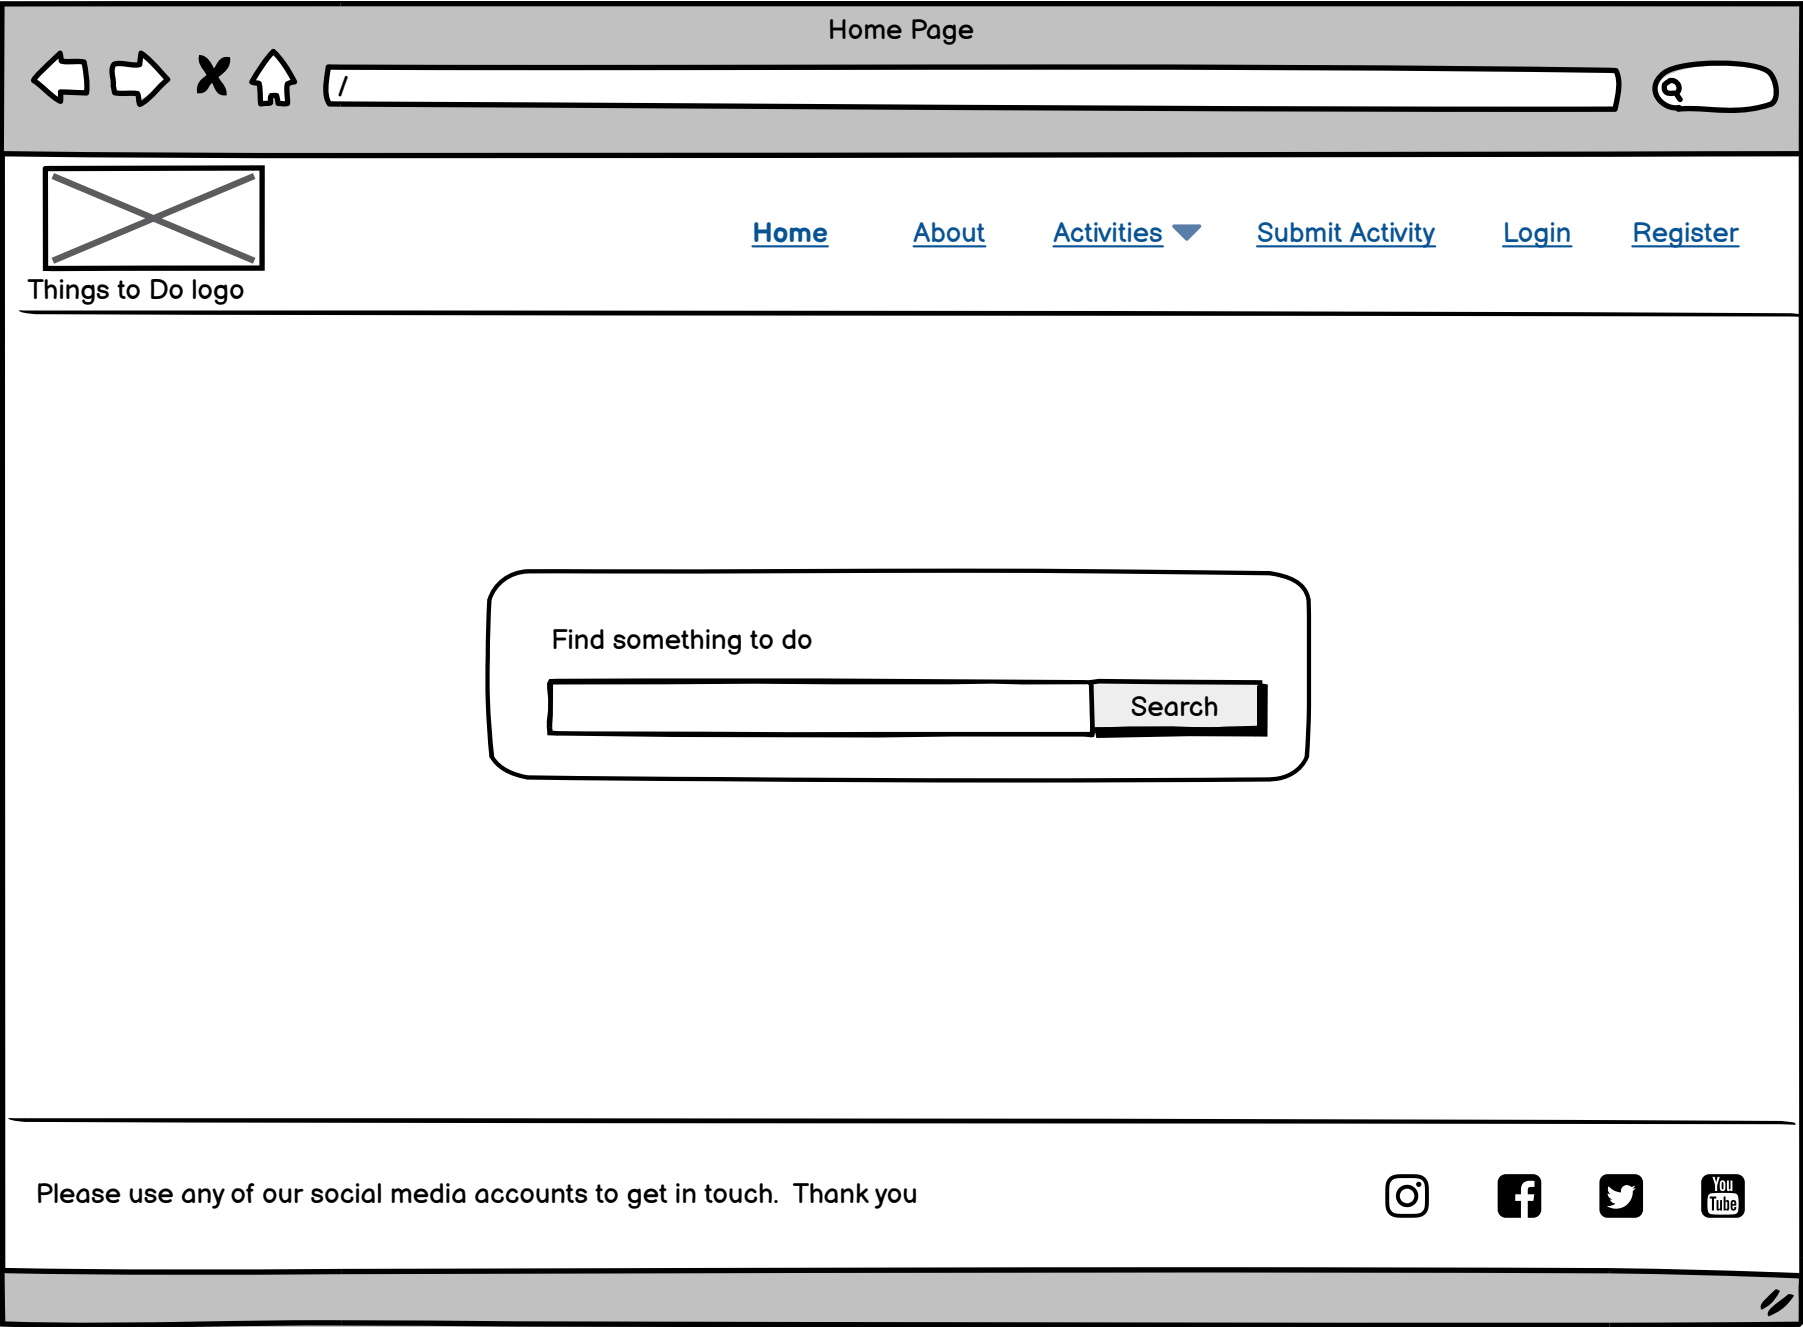 Home Page
/
Home About Activities Submit Activity Login Register
Things to Do logo
Find something to do
Search
Please use any of our social media accounts to get in touch.  Thank you
You
Tube